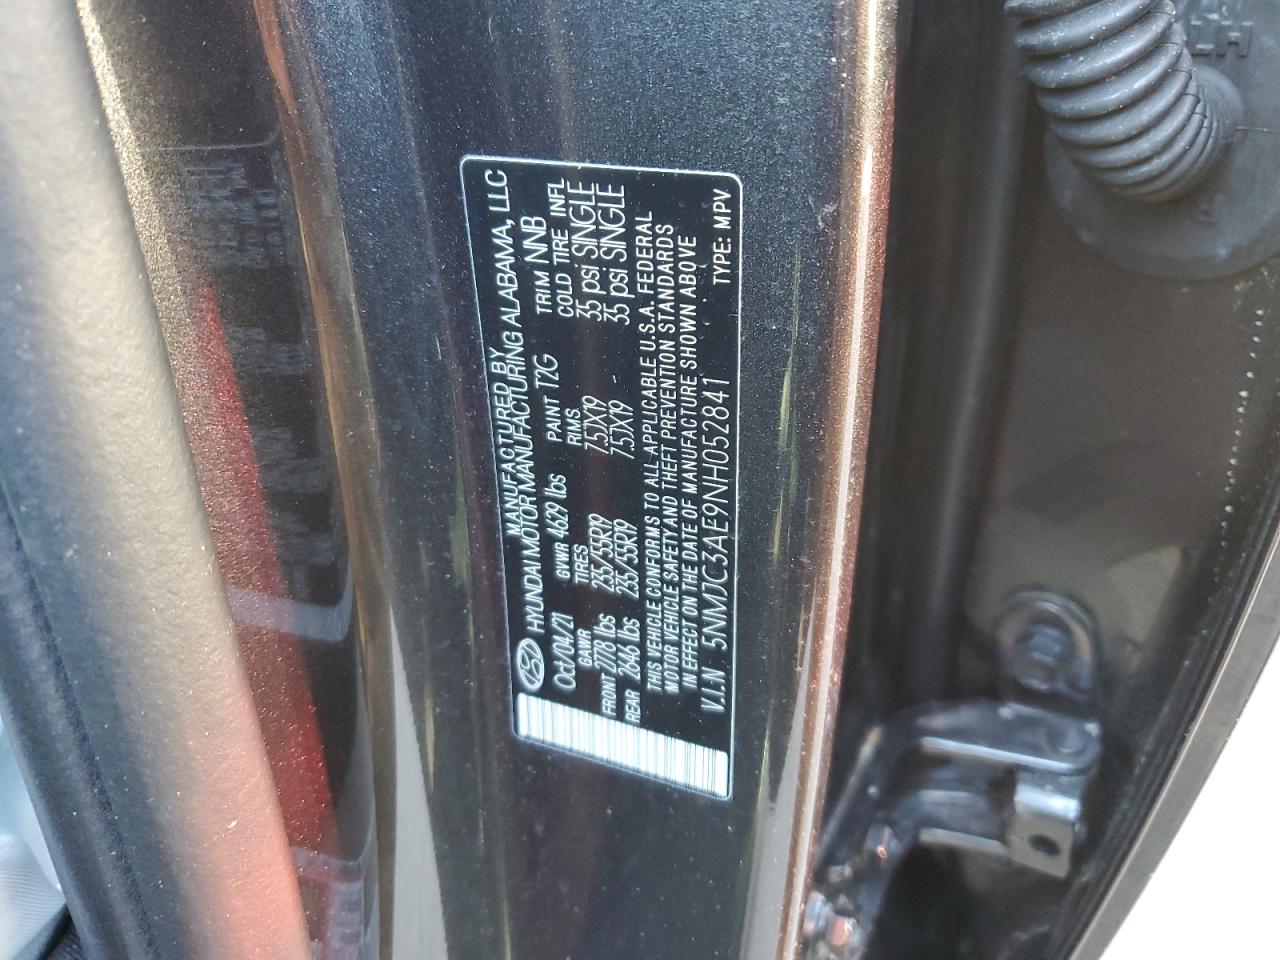 MANUFACTURED BY
HYUNDAI MOTOR MANUFACTURING ALABAMA, LLC
Oct/04/21 GVWR 4629 lbs PAINT T2G TRIM NNB
GAWR TIRES RIMS COLD TIRE INFL
FRONT 2778 lbs 235/55R19 7.5JX19 35 psi SINGLE
REAR 2646 lbs 235/55R19 7.5JX19 35 psi SINGLE
THIS VEHICLE CONFORMS TO ALL APPLICABLE U.S.A. FEDERAL
MOTOR VEHICLE SAFETY AND THEFT PREVENTION STANDARDS
IN EFFECT ON THE DATE OF MANUFACTURE SHOWN ABOVE
V.I.N 5NMJC3AE9NH052841 TYPE: MPV